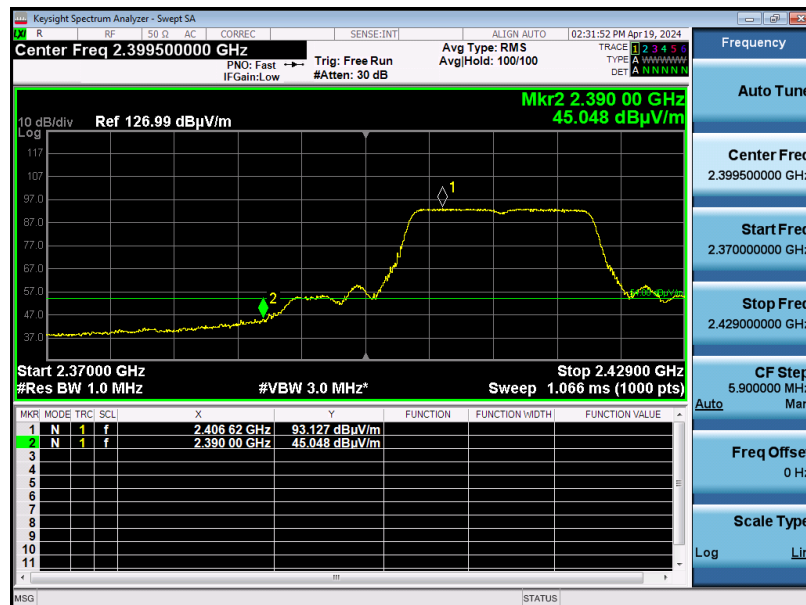 Keysight Spectrum Analyzer - Swept SA
LXI R RF 50 Ω AC CORREC SENSE:INT ALIGN AUTO 02:31:52 PM Apr 19, 2024
Center Freq 2.399500000 GHz
PNO: Fast
IFGain:Low
Trig: Free Run
#Atten: 30 dB
Avg Type: RMS
Avg|Hold: 100/100
TRACE 1 2 3 4 5 6
TYPE A W W W W W
DET A N N N N N
Mkr2 2.390 00 GHz
45.048 dBµV/m
10 dB/div Ref 126.99 dBµV/m
Log
117
107
97.0
87.0
77.0
67.0
57.0
47.0
37.0
1
2
Start 2.37000 GHz Stop 2.42900 GHz
#Res BW 1.0 MHz #VBW 3.0 MHz* Sweep 1.066 ms (1000 pts)
MKR MODE TRC SCL X Y FUNCTION FUNCTION WIDTH FUNCTION VALUE
1 N 1 f 2.406 62 GHz 93.127 dBµV/m
2 N 1 f 2.390 00 GHz 45.048 dBµV/m
3
4
5
6
7
8
9
10
11
MSG STATUS
Frequency
Auto Tune
Center Freq
2.399500000 GHz
Start Freq
2.370000000 GHz
Stop Freq
2.429000000 GHz
CF Step
5.900000 MHz
Auto Man
Freq Offset
0 Hz
Scale Type
Log Lin